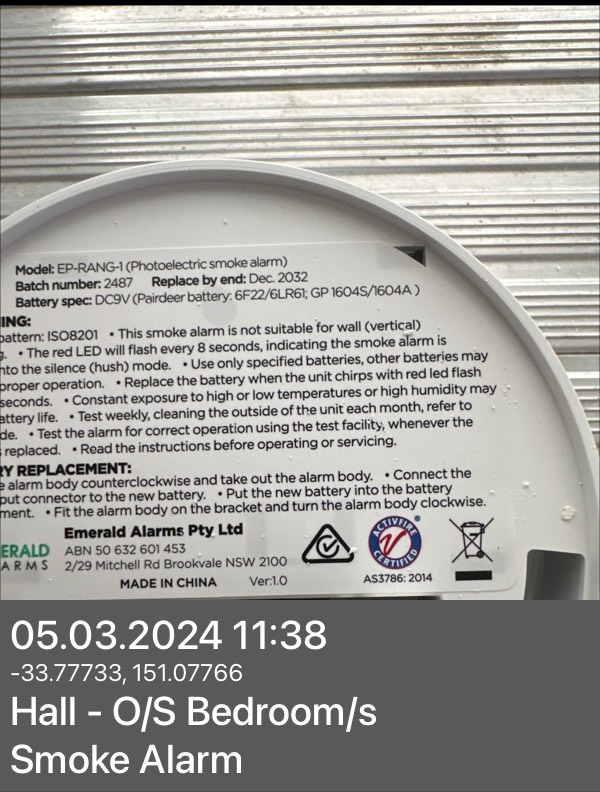 Model: EP-RANG-1 (Photoelectric smoke alarm)
Batch number: 2487 Replace by end: Dec. 2032
Battery spec: DC9V (Pairdeer battery: 6F22/6LR61; GP 1604S/1604A )
ING:
pattern: ISO8201 • This smoke alarm is not suitable for wall (vertical)
g. • The red LED will flash every 8 seconds, indicating the smoke alarm is
nto the silence (hush) mode. • Use only specified batteries, other batteries may
proper operation. • Replace the battery when the unit chirps with red led flash
seconds. • Constant exposure to high or low temperatures or high humidity may
attery life. • Test weekly, cleaning the outside of the unit each month, refer to
de. • Test the alarm for correct operation using the test facility, whenever the
replaced. • Read the instructions before operating or servicing.
RY REPLACEMENT:
e alarm body counterclockwise and take out the alarm body. • Connect the
put connector to the new battery. • Put the new battery into the battery
ment. • Fit the alarm body on the bracket and turn the alarm body clockwise.
Emerald Alarms Pty Ltd
ERALD
ARMS
ABN 50 632 601 453
2/29 Mitchell Rd Brookvale NSW 2100
MADE IN CHINA Ver:1.0
ACTIVFIRE
CERTIFIED
AS3786: 2014
05.03.2024 11:38
-33.77733, 151.07766
Hall - O/S Bedroom/s
Smoke Alarm